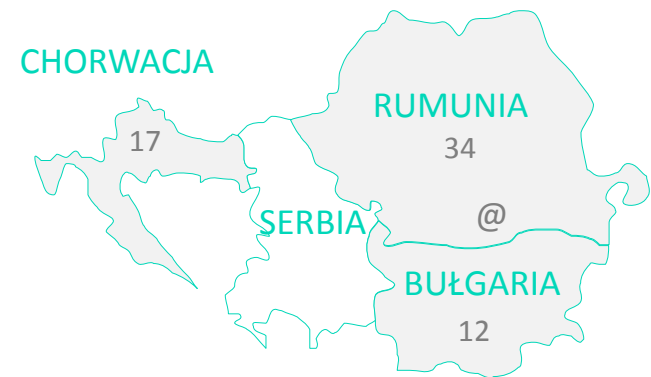 CHORWACJA
17
RUMUNIA
34
@
SERBIA
BUŁGARIA
12